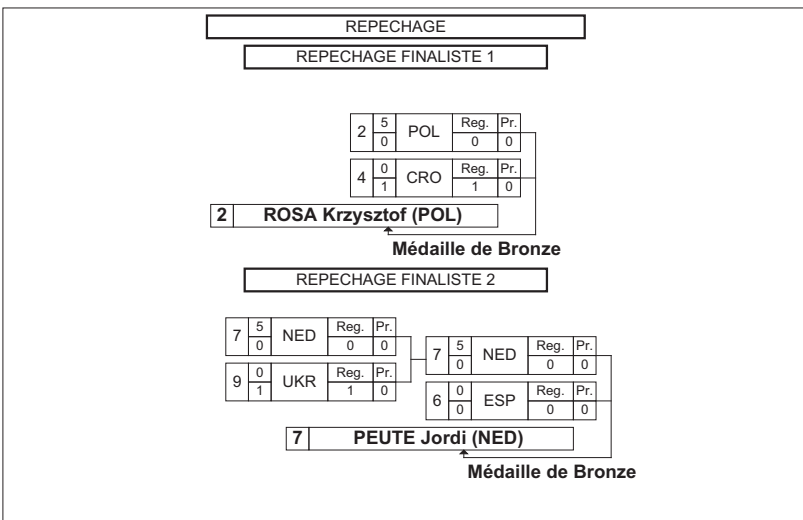 REPECHAGE
REPECHAGE FINALISTE 1
2 5 POL Reg. Pr.
0 0 0
4 0 CRO Reg. Pr.
1 1 0
2 ROSA Krzysztof (POL)
Médaille de Bronze
REPECHAGE FINALISTE 2
7 5 NED Reg. Pr.
0 0 0
9 0 UKR Reg. Pr.
1 1 0
7 5 NED Reg. Pr.
0 0 0
6 0 ESP Reg. Pr.
0 0 0
7 PEUTE Jordi (NED)
Médaille de Bronze